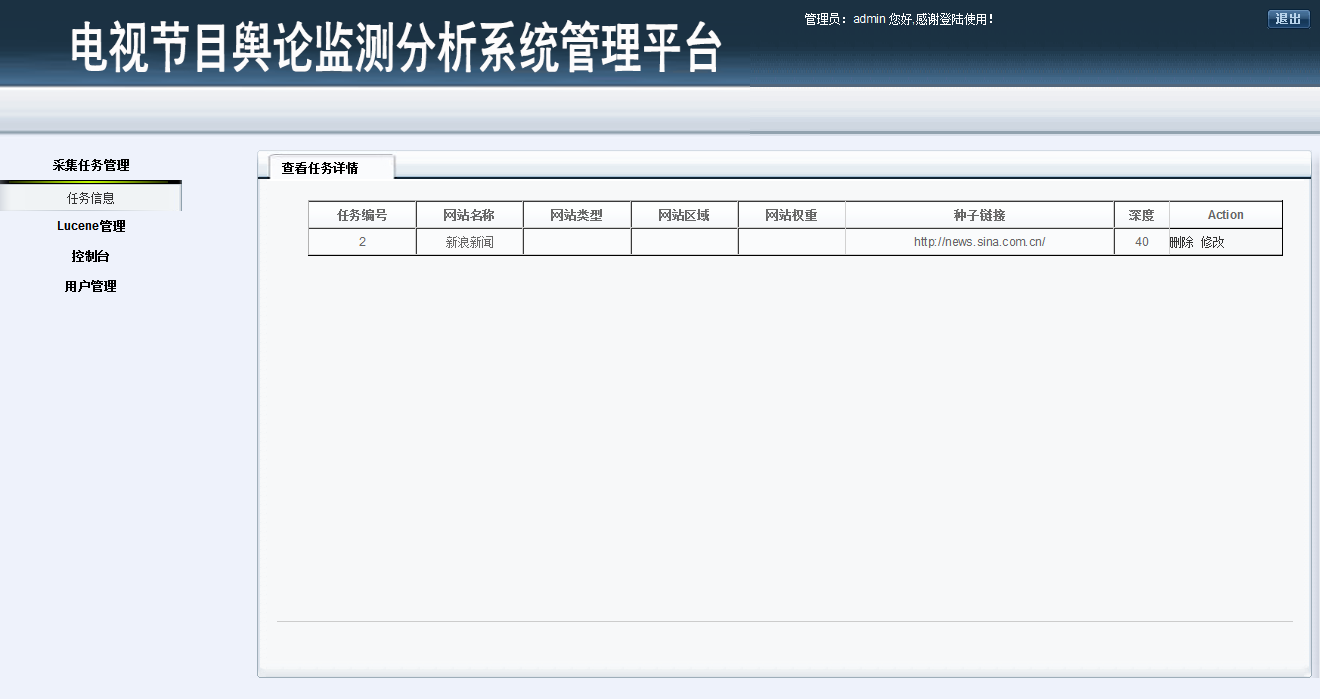 电视节目舆论监测分析系统管理平台
管理员：admin 您好,感谢登陆使用！
退出
采集任务管理
任务信息
Lucene管理
控制台
用户管理
查看任务详情
任务编号 网站名称 网站类型 网站区域 网站权重 种子链接 深度 Action
2 新浪新闻 http://news.sina.com.cn/ 40 删除 修改